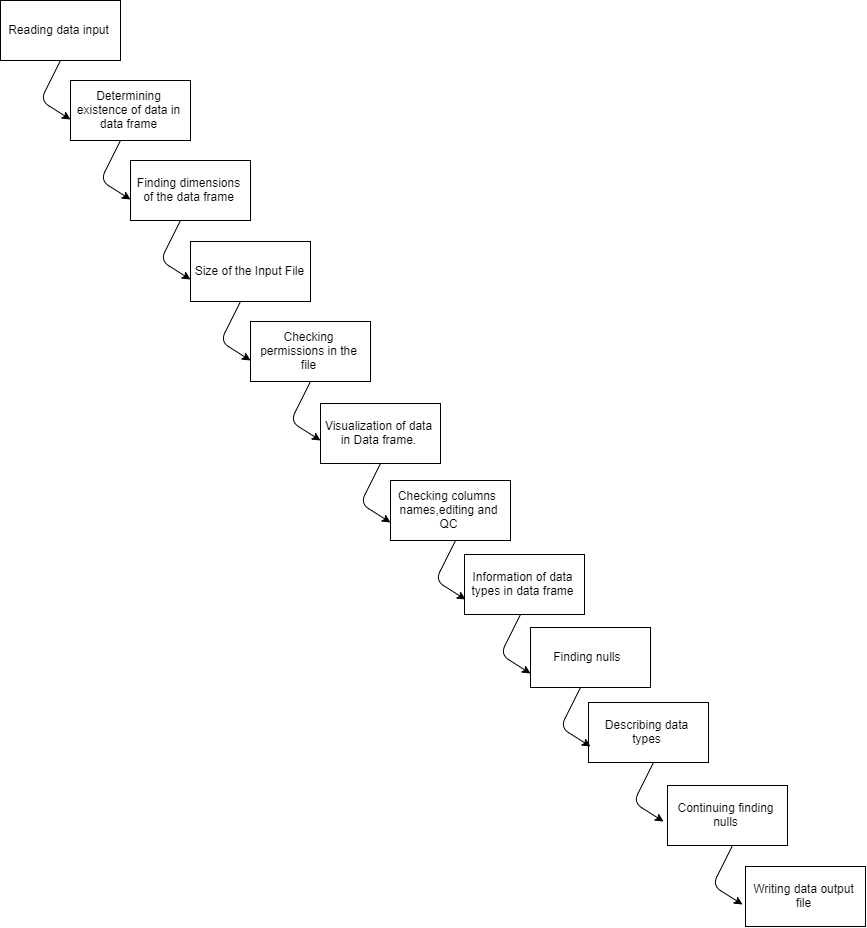 Reading data input
Determining
existence of data in
data frame
Finding dimensions
of the data frame
Size of the Input File
Checking
permissions in the
file
Visualization of data
in Data frame.
Checking columns
names,editing and
QC
Information of data
types in data frame
Finding nulls
Describing data
types
Continuing finding
nulls
Writing data output
file